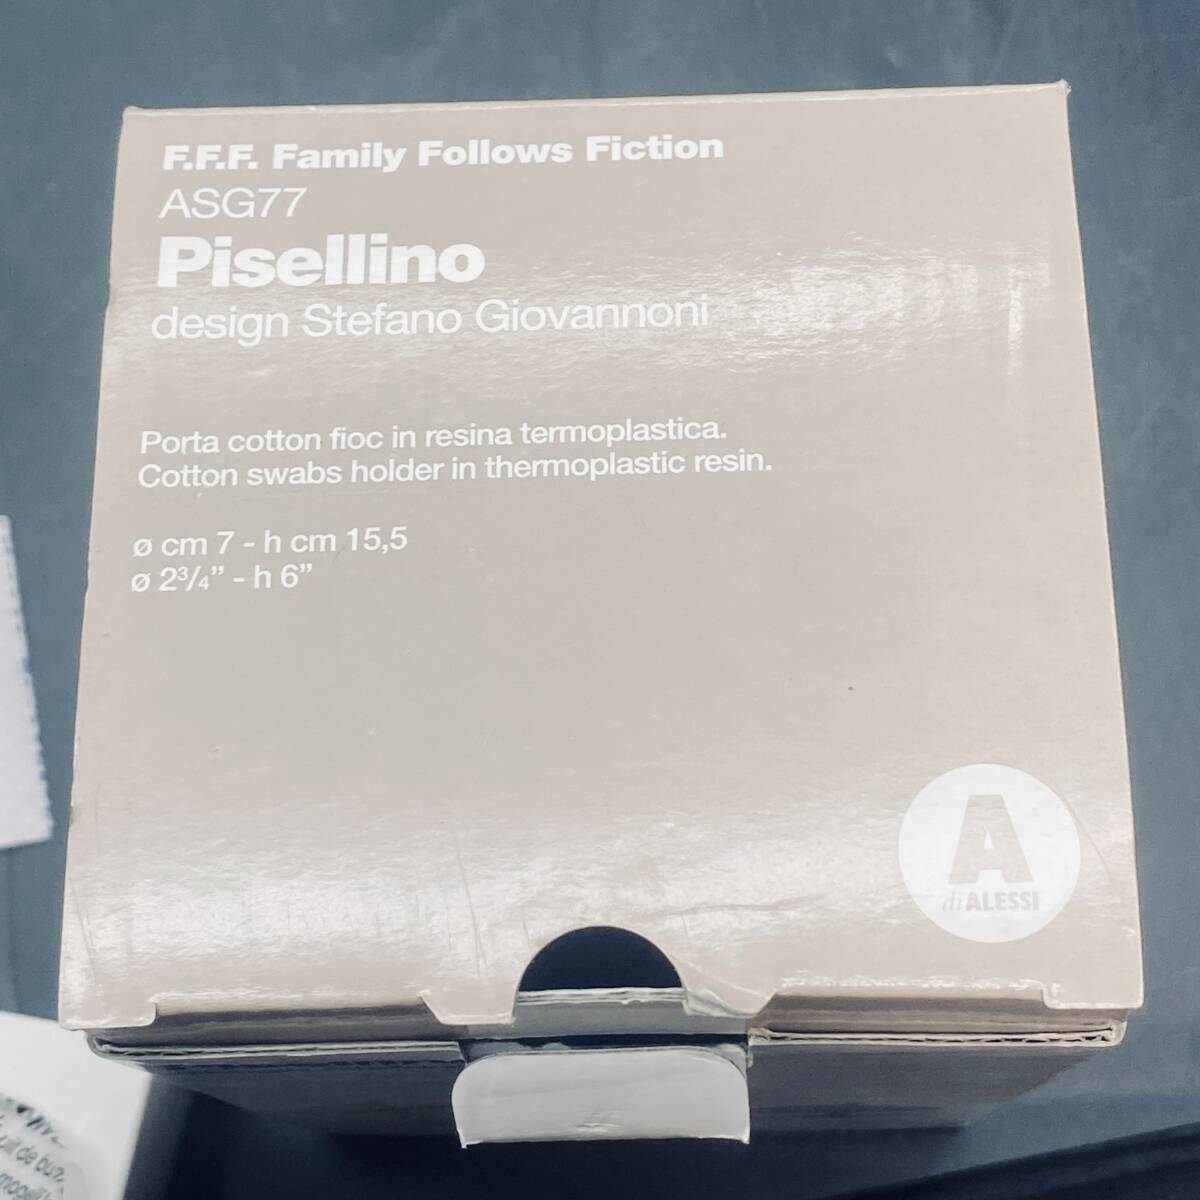 F.F.F. Family Follows Fiction
ASG77
Pisellino
design Stefano Giovannoni
Porta cotton fioc in resina termoplastica.
Cotton swabs holder in thermoplastic resin.
ø cm 7 - h cm 15,5
ø 2¾” - h 6”
A
di ALESSI
de